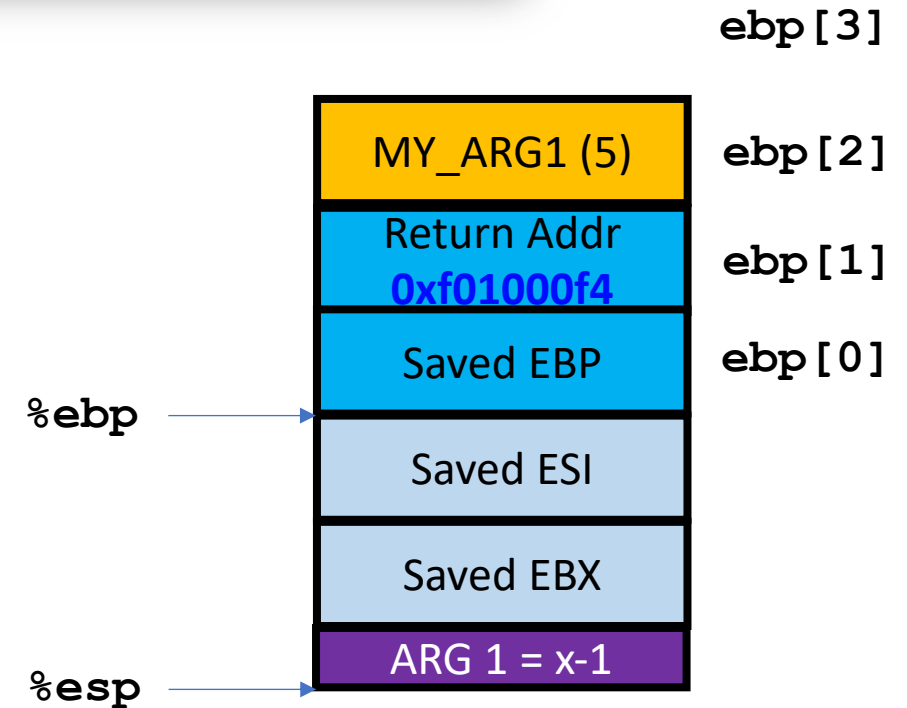 ebp[3]
MY_ARG1 (5)
ebp[2]
Return Addr
0xf01000f4
ebp[1]
Saved EBP
ebp[0]
%ebp
Saved ESI
Saved EBX
ARG 1 = x-1
%esp